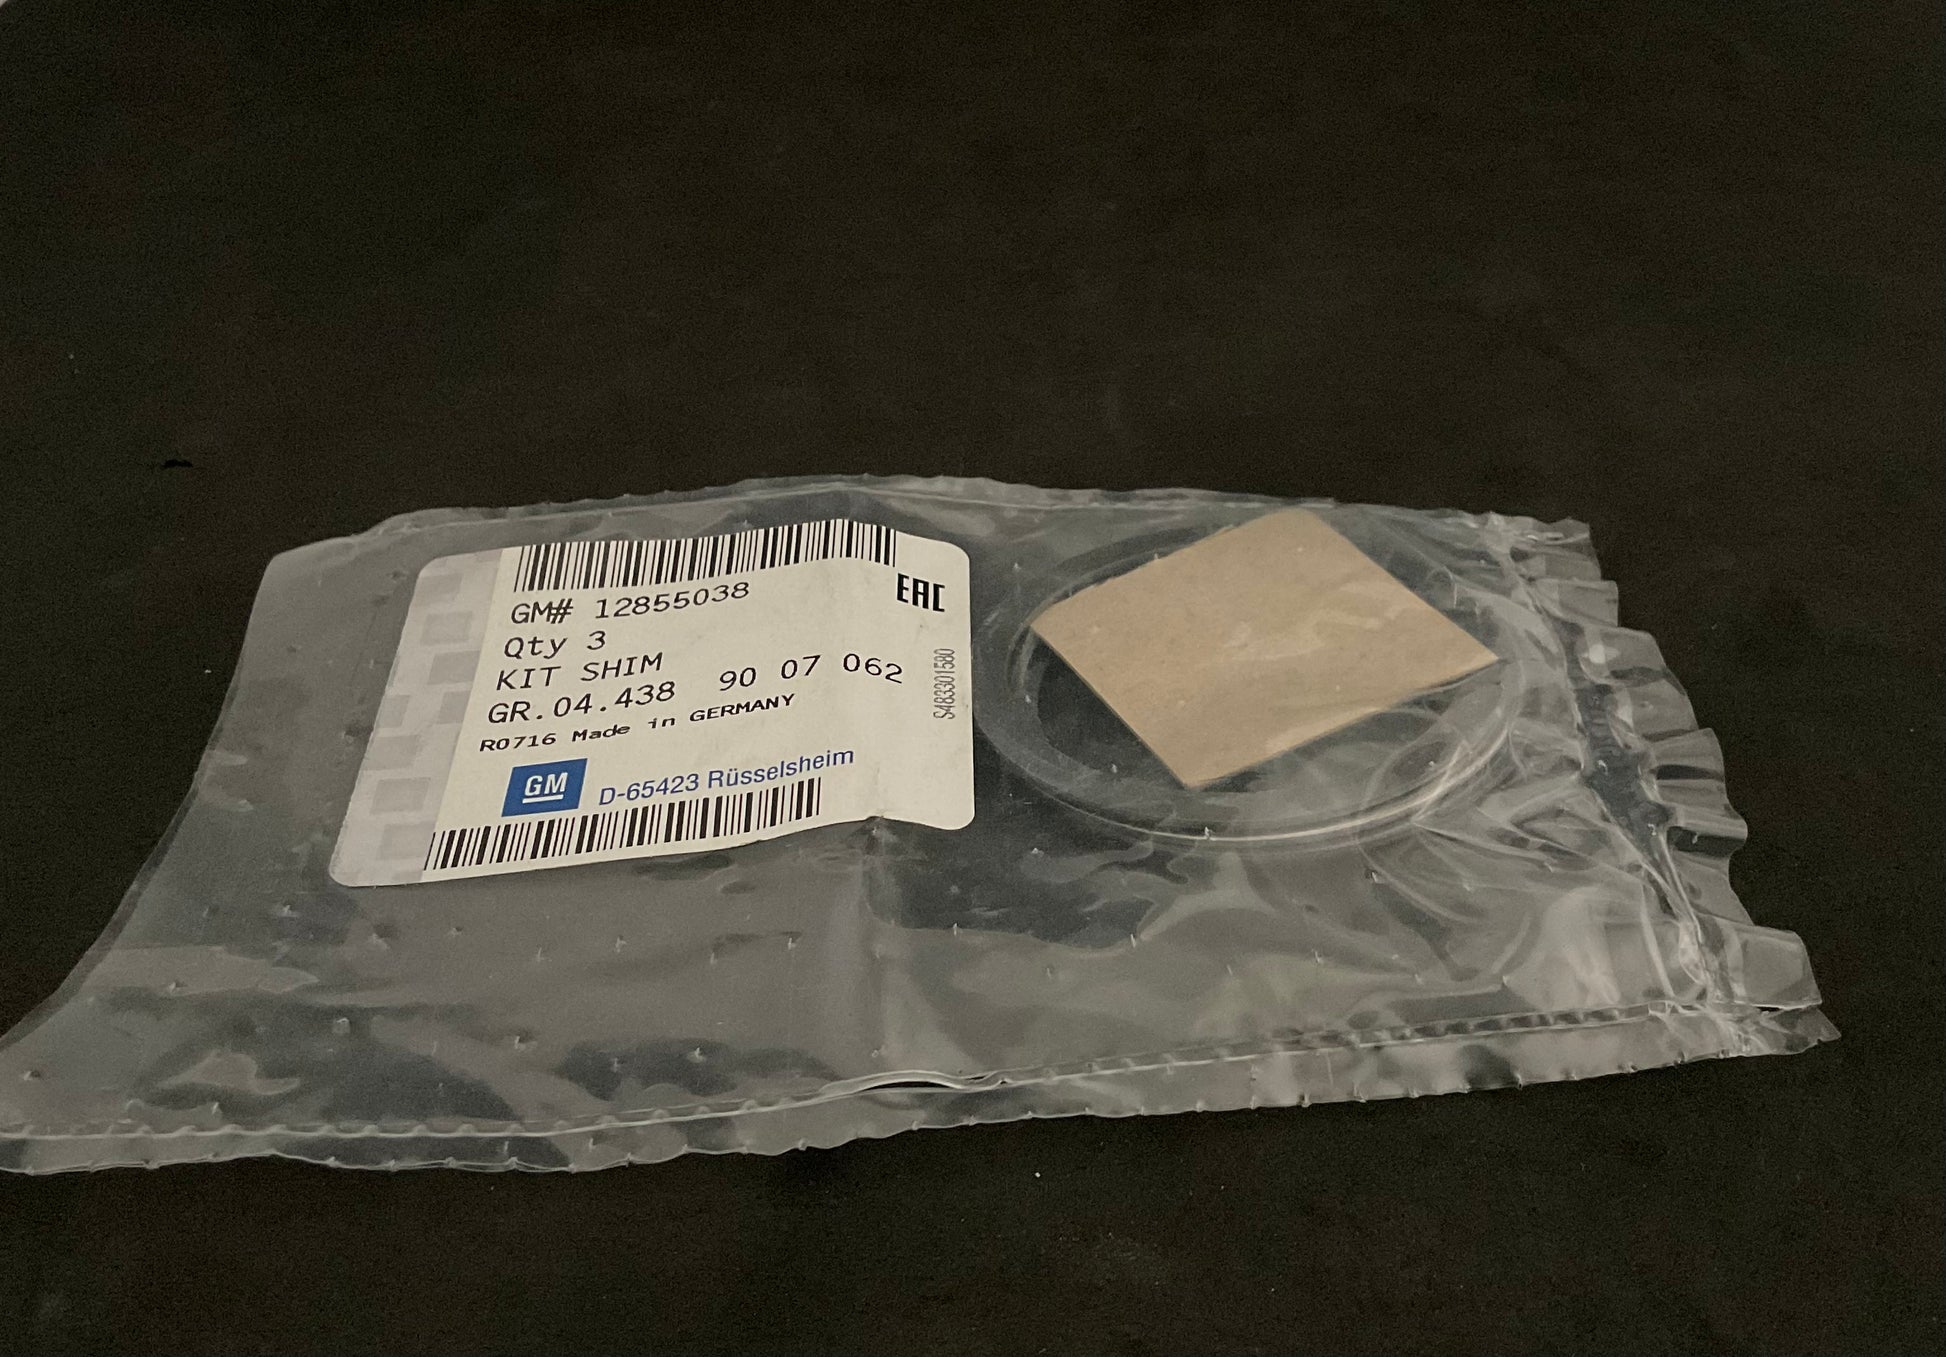 GM# 12855038
EAC
Qty 3
KIT SHIM
GR.04.438 90 07 062
R0716 Made in GERMANY
S483301580
GM D-65423 Rüsselsheim